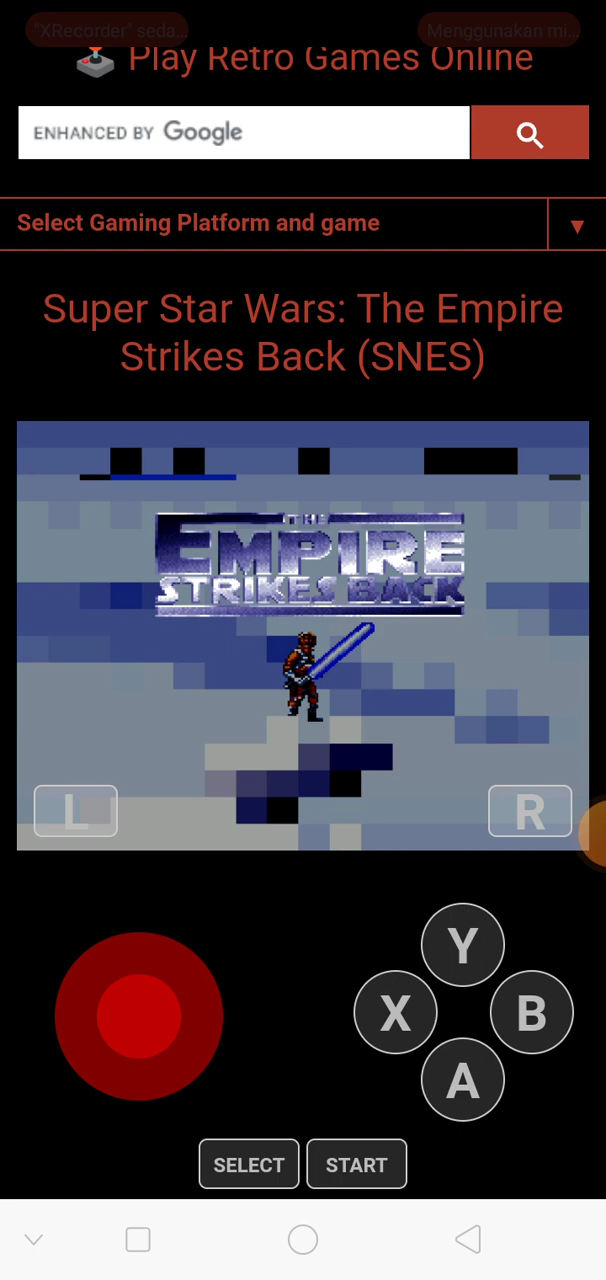 "XRecorder" seda...
Menggunakan mi...
Play Retro Games Online
ENHANCED BY Google
Select Gaming Platform and game
▼
Super Star Wars: The Empire
Strikes Back (SNES)
THE
EMPIRE
STRIKES BACK
L
R
Y
X
B
A
SELECT
START